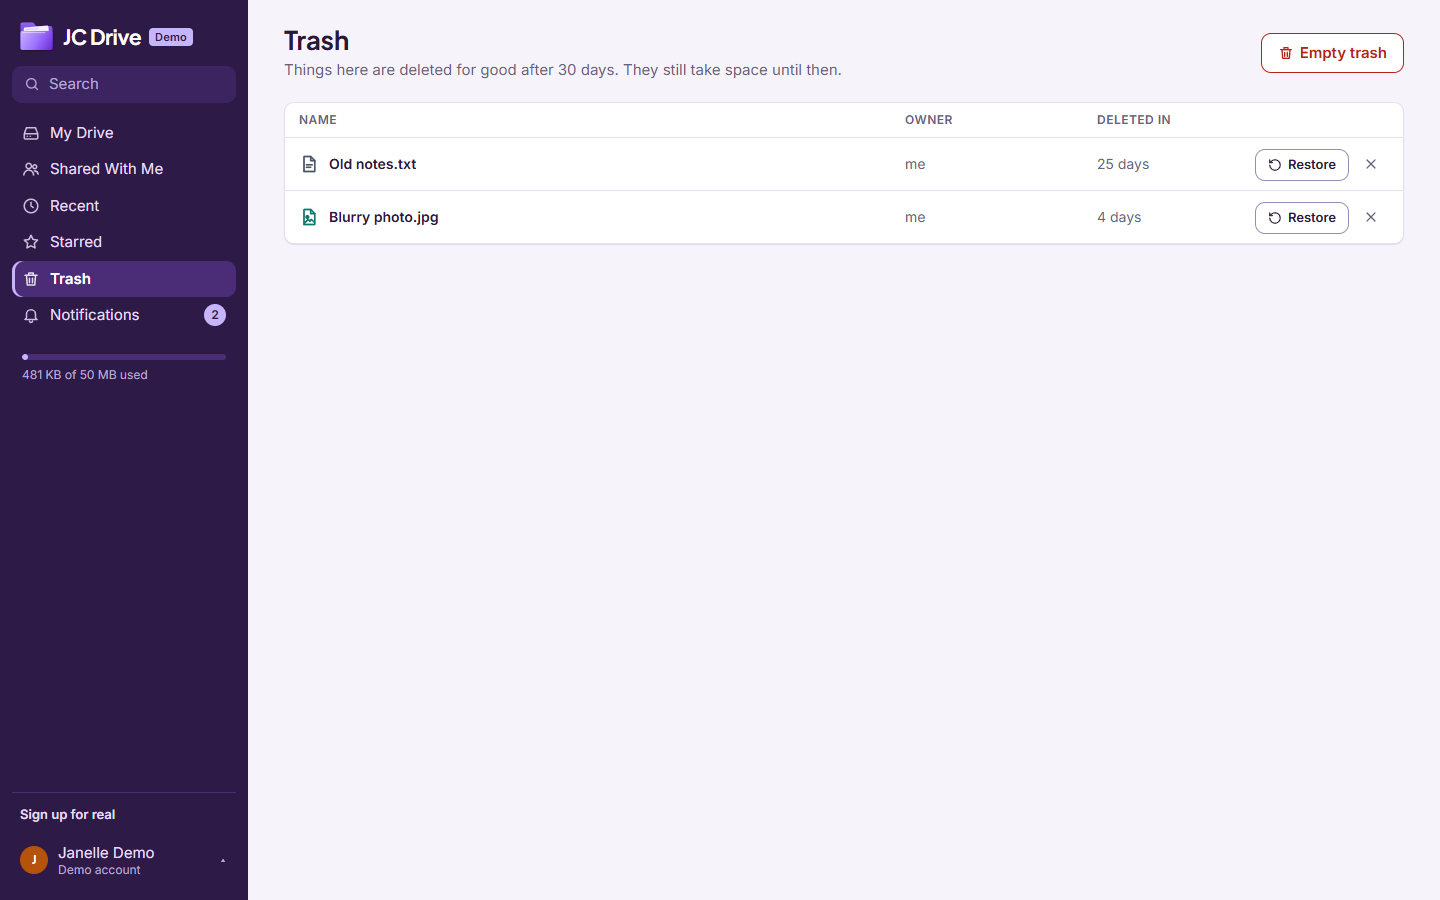 JC Drive Demo
Search
My Drive
Shared With Me
Recent
Starred
Trash
Notifications 2
481 KB of 50 MB used
Sign up for real
J
Janelle Demo
Demo account
Trash
Things here are deleted for good after 30 days. They still take space until then.
Empty trash
NAME OWNER DELETED IN
Old notes.txt me 25 days Restore
Blurry photo.jpg me 4 days Restore